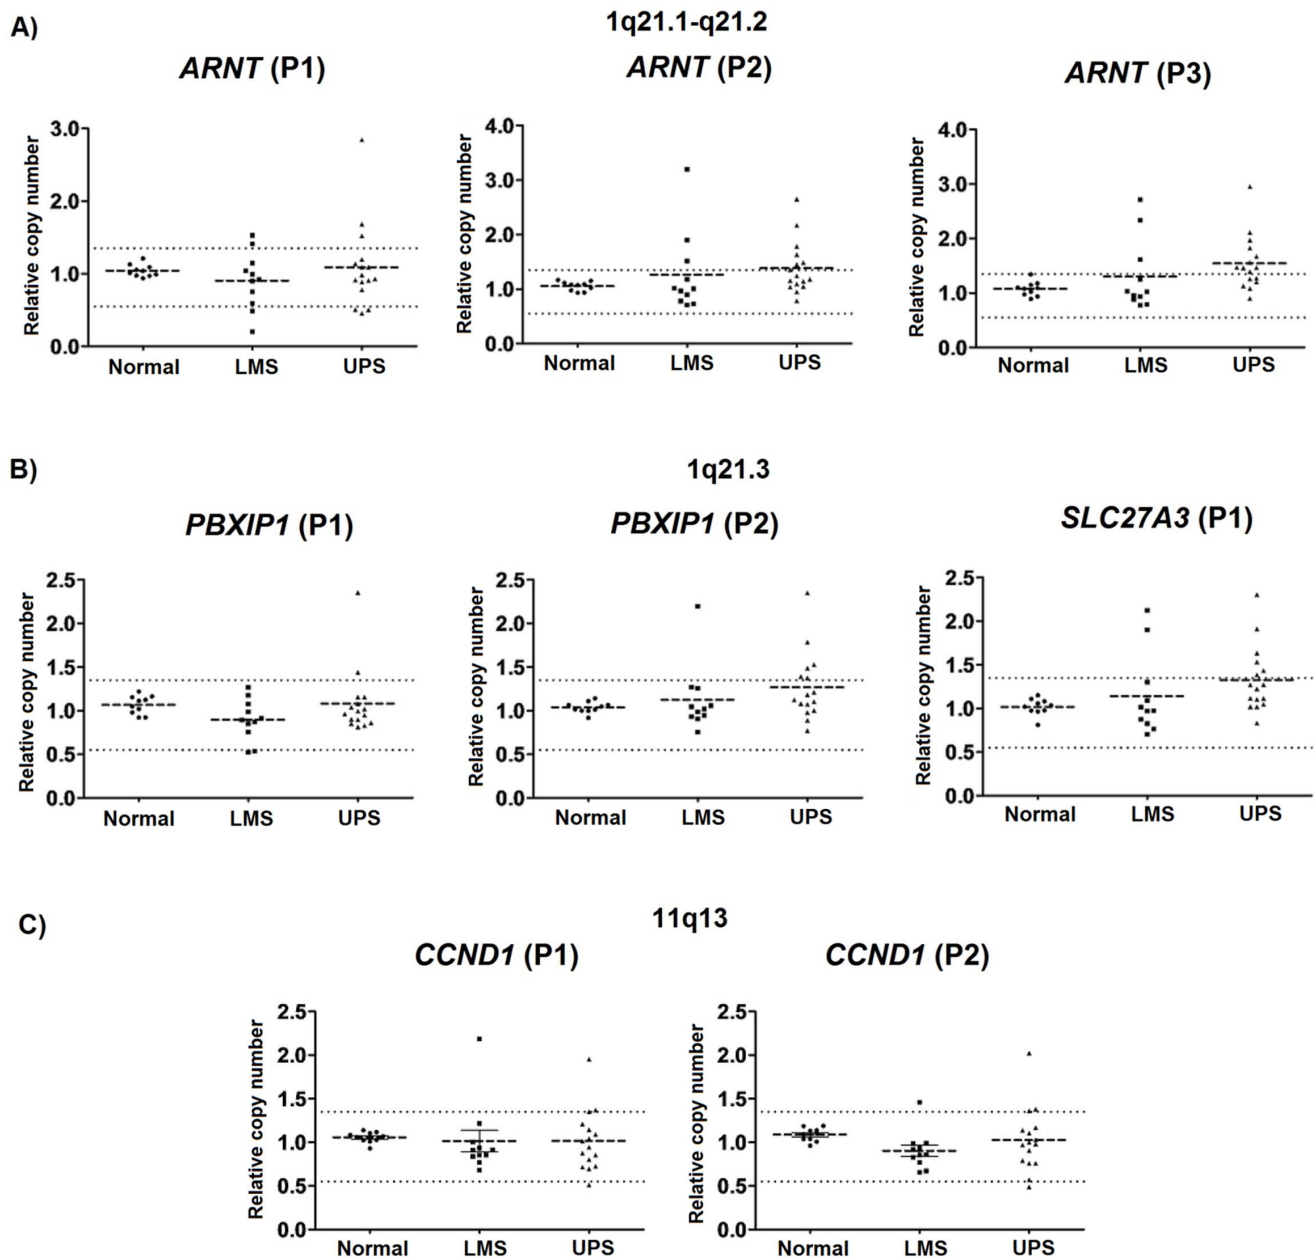 A)
1q21.1-q21.2
ARNT (P1)
ARNT (P2)
ARNT (P3)
Relative copy number
3.0
2.0
1.0
0.0
Normal
LMS
UPS
Relative copy number
4.0
3.0
2.0
1.0
0.0
Normal
LMS
UPS
Relative copy number
4.0
3.0
2.0
1.0
0.0
Normal
LMS
UPS
B)
1q21.3
PBXIP1 (P1)
PBXIP1 (P2)
SLC27A3 (P1)
Relative copy number
2.5
2.0
1.5
1.0
0.5
0.0
Normal
LMS
UPS
Relative copy number
2.5
2.0
1.5
1.0
0.5
0.0
Normal
LMS
UPS
Relative copy number
2.5
2.0
1.5
1.0
0.5
0.0
Normal
LMS
UPS
C)
11q13
CCND1 (P1)
CCND1 (P2)
Relative copy number
2.5
2.0
1.5
1.0
0.5
0.0
Normal
LMS
UPS
Relative copy number
2.5
2.0
1.5
1.0
0.5
0.0
Normal
LMS
UPS